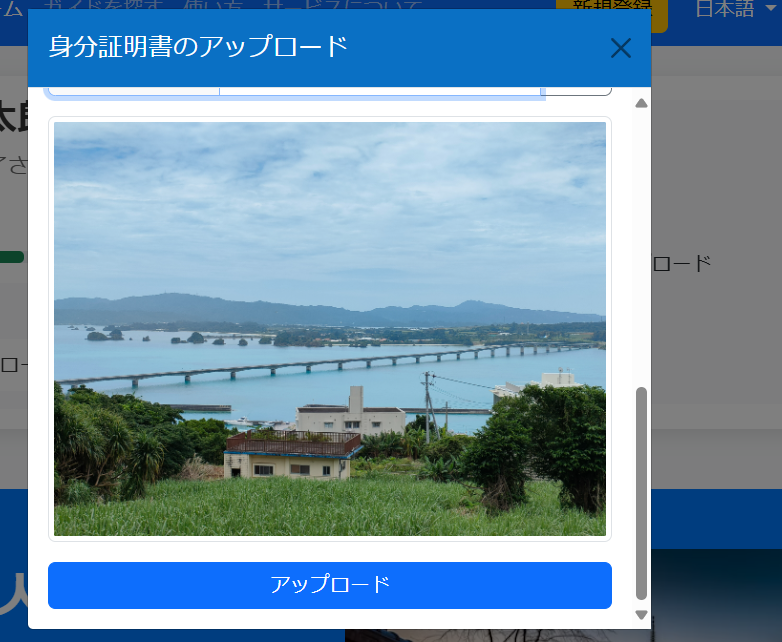 ーム ガイドを探す 使い方 サービスについて 新規登録 日本語
身分証明書のアップロード
太郎
了さ
ロード
ロー
アップロード
人